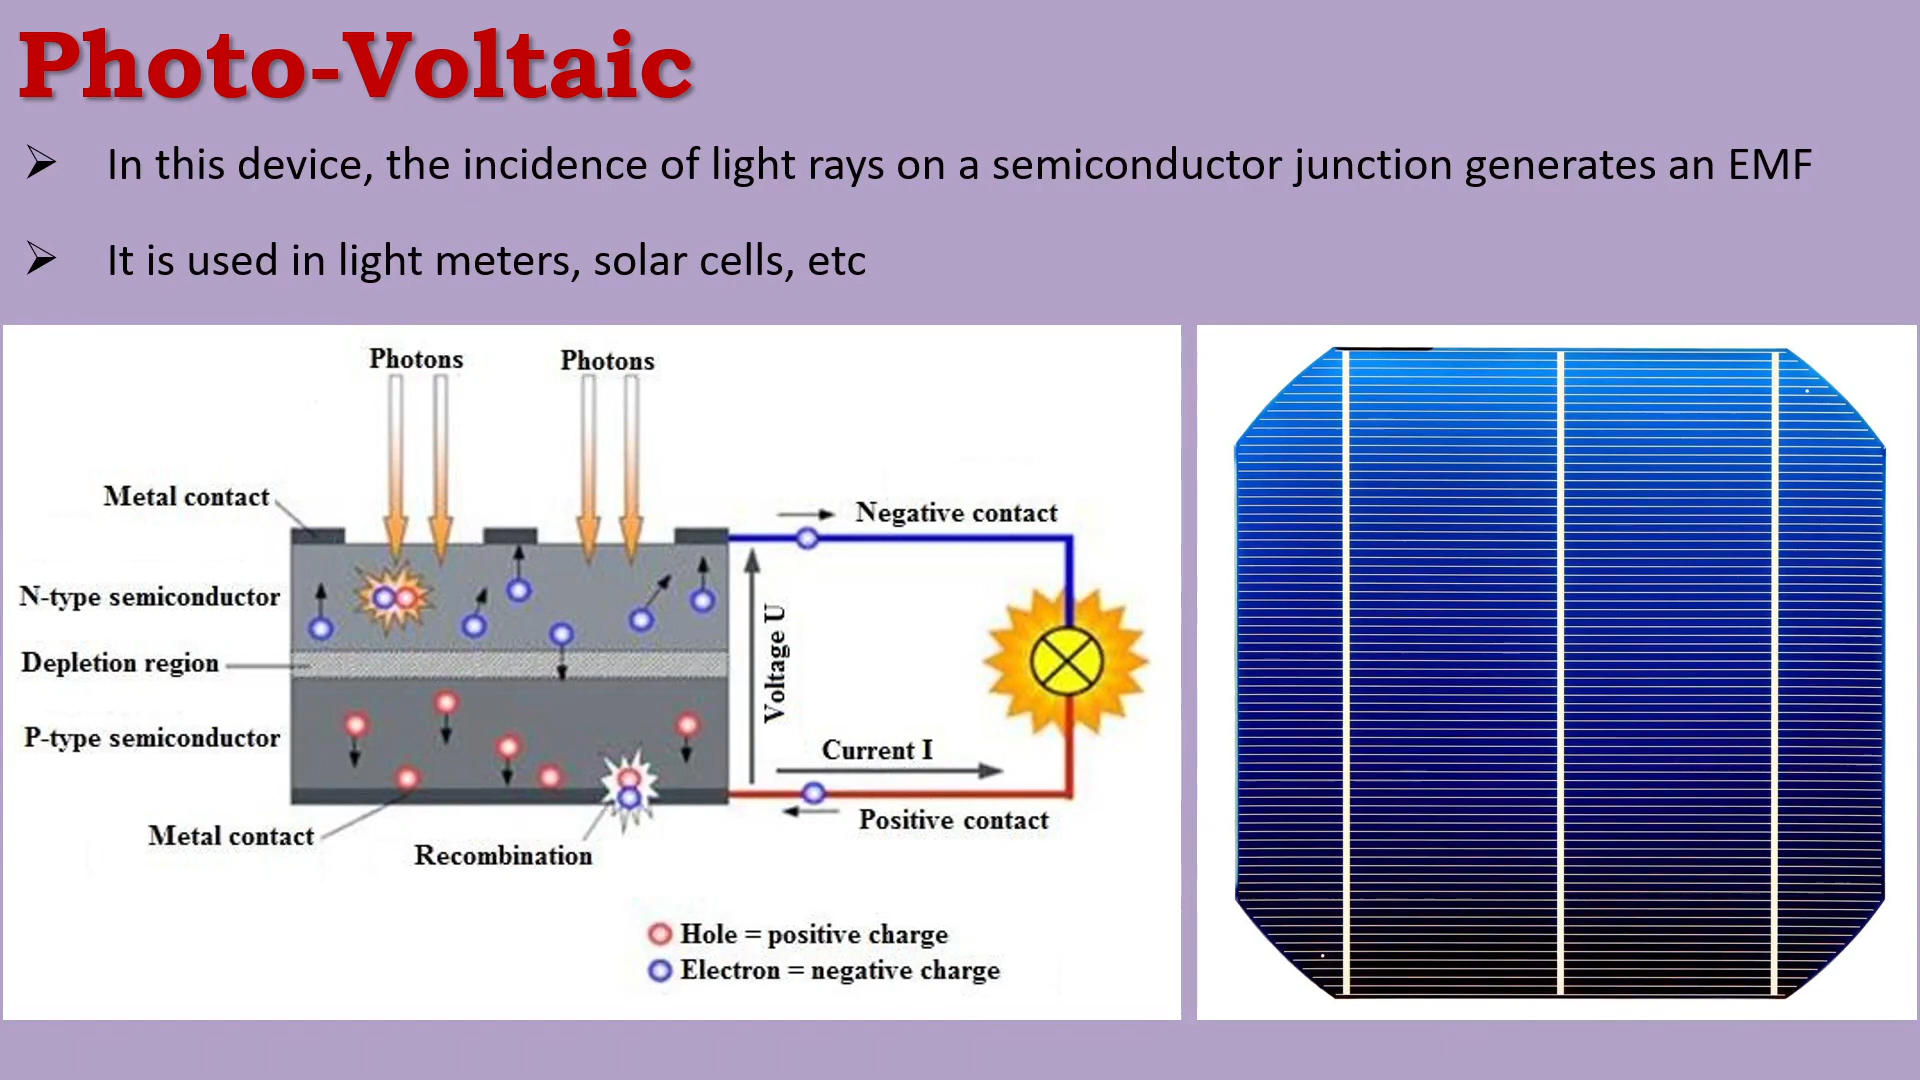 Photo-Voltaic
➢ In this device, the incidence of light rays on a semiconductor junction generates an EMF
➢ It is used in light meters, solar cells, etc
Photons
Photons
Metal contact
Negative contact
N-type semiconductor
Voltage U
Depletion region
P-type semiconductor
Current I
Positive contact
Metal contact
Recombination
Hole = positive charge
Electron = negative charge